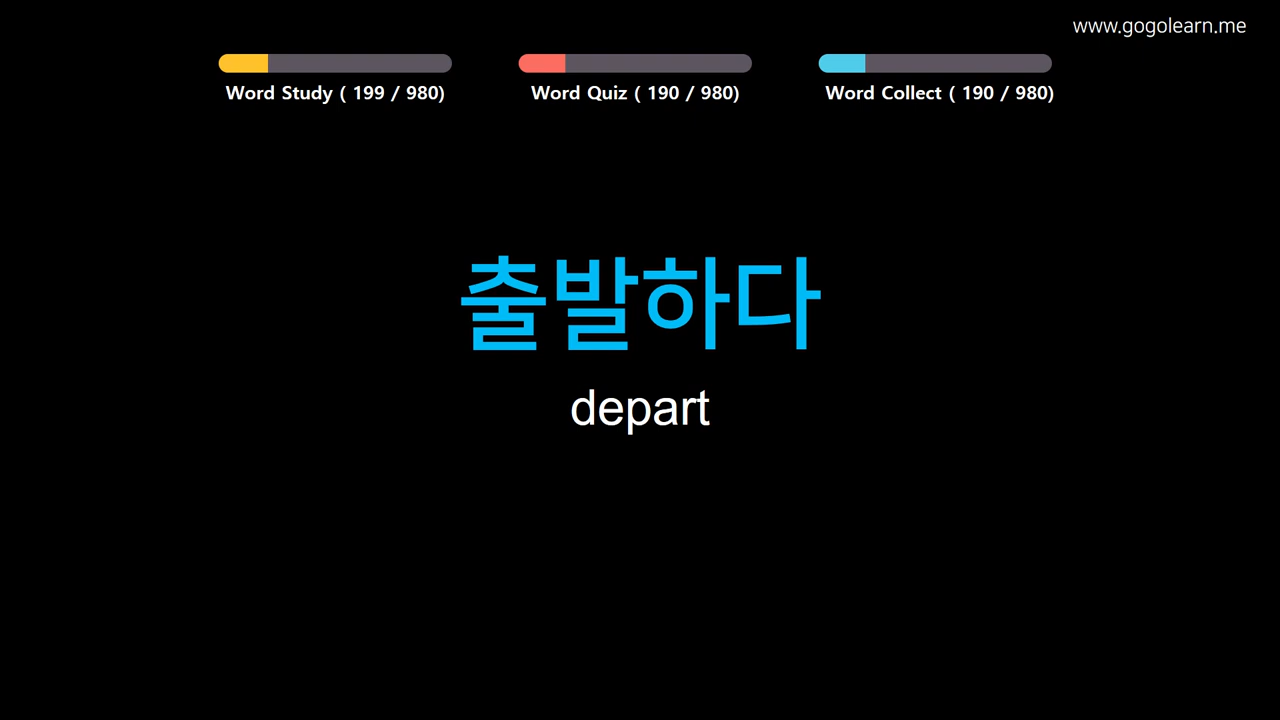 www.gogolearn.me
Word Study ( 199 / 980)
Word Quiz ( 190 / 980)
Word Collect ( 190 / 980)
출발하다
depart